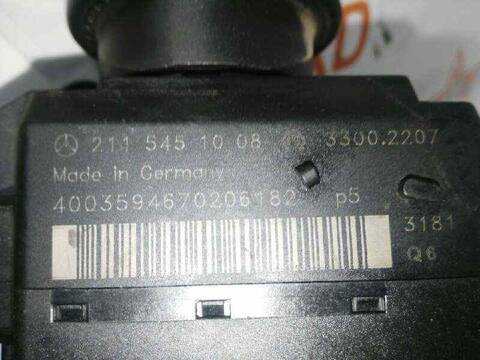 211 545 10 08 3300.2207
Made in Germany
4003594670206182 p5
3181
Q6